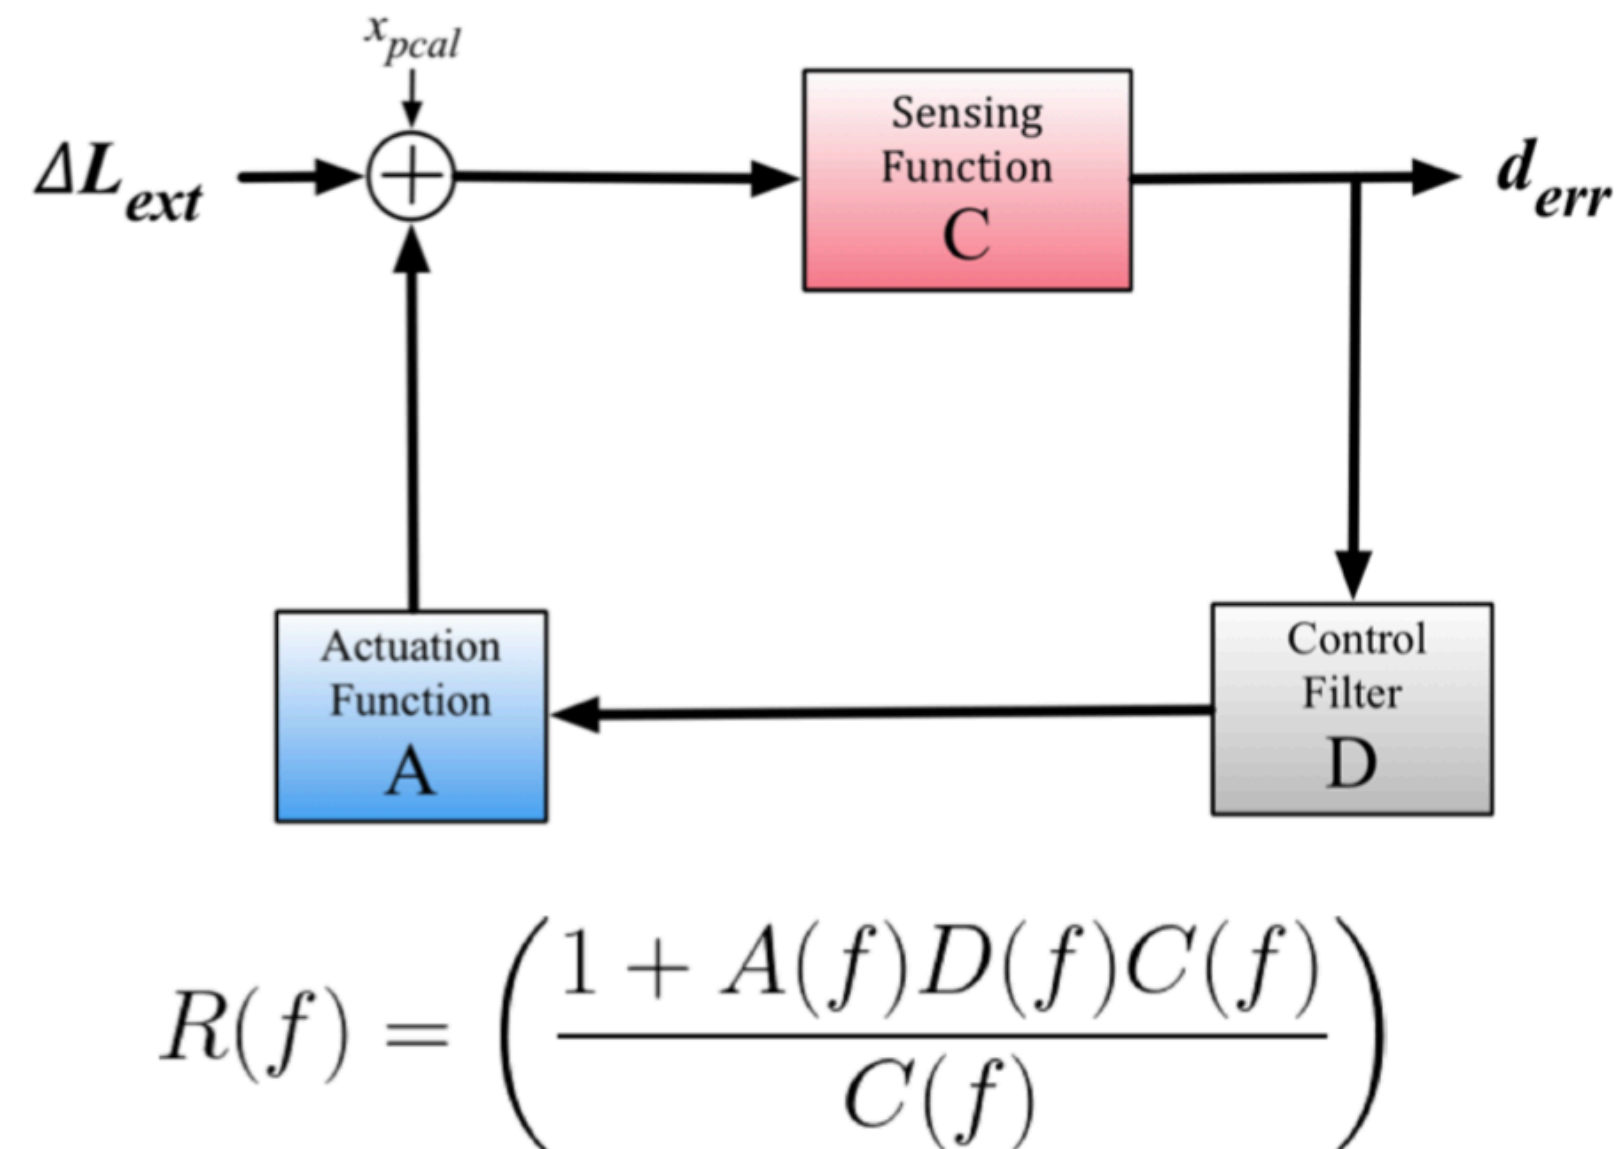 x_pcal
ΔL_ext
+
Sensing
Function
C
d_err
Actuation
Function
A
Control
Filter
D
R(f) = ( 1 + A(f)D(f)C(f) / C(f) )